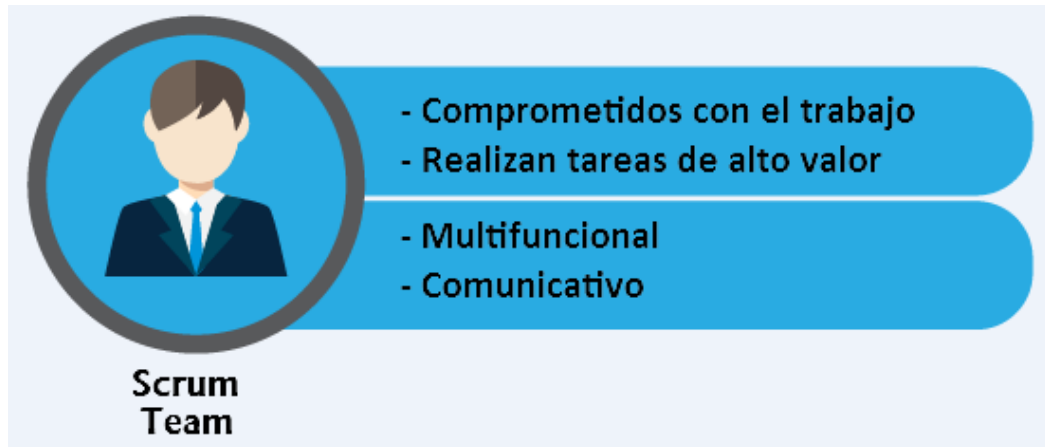 - Comprometidos con el trabajo
- Realizan tareas de alto valor
- Multifuncional
- Comunicativo
Scrum
Team